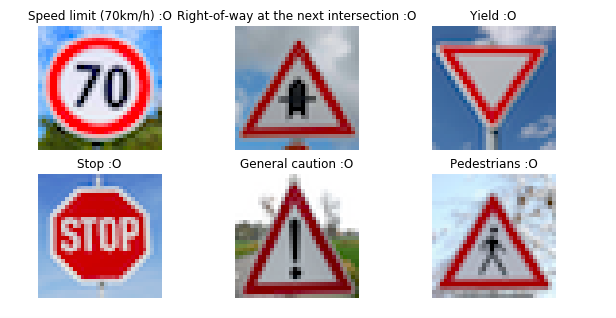 Speed limit (70km/h) :O
Right-of-way at the next intersection :O
Yield :O
70
Stop :O
General caution :O
Pedestrians :O
STOP
!